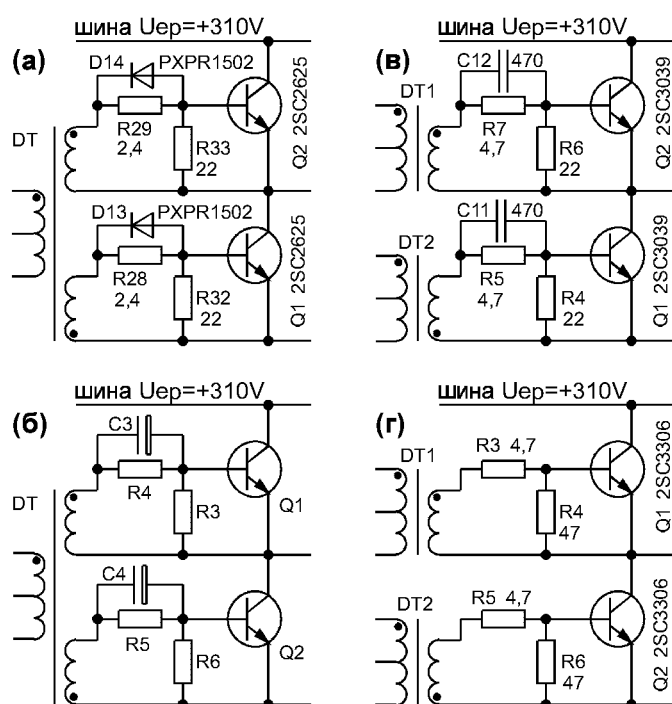 шина Uep=+310V
(а)
D14
PXPR1502
R29
2,4
R33
22
Q2 2SC2625
DT
D13
PXPR1502
R28
2,4
R32
22
Q1 2SC2625
шина Uep=+310V
(в)
C12
470
DT1
R7
4,7
R6
22
Q2 2SC3039
C11
470
DT2
R5
4,7
R4
22
Q1 2SC3039
шина Uep=+310V
(б)
C3
R4
R3
Q1
DT
C4
R5
R6
Q2
шина Uep=+310V
(г)
DT1
R3 4,7
R4
47
Q1 2SC3306
DT2
R5 4,7
R6
47
Q2 2SC3306